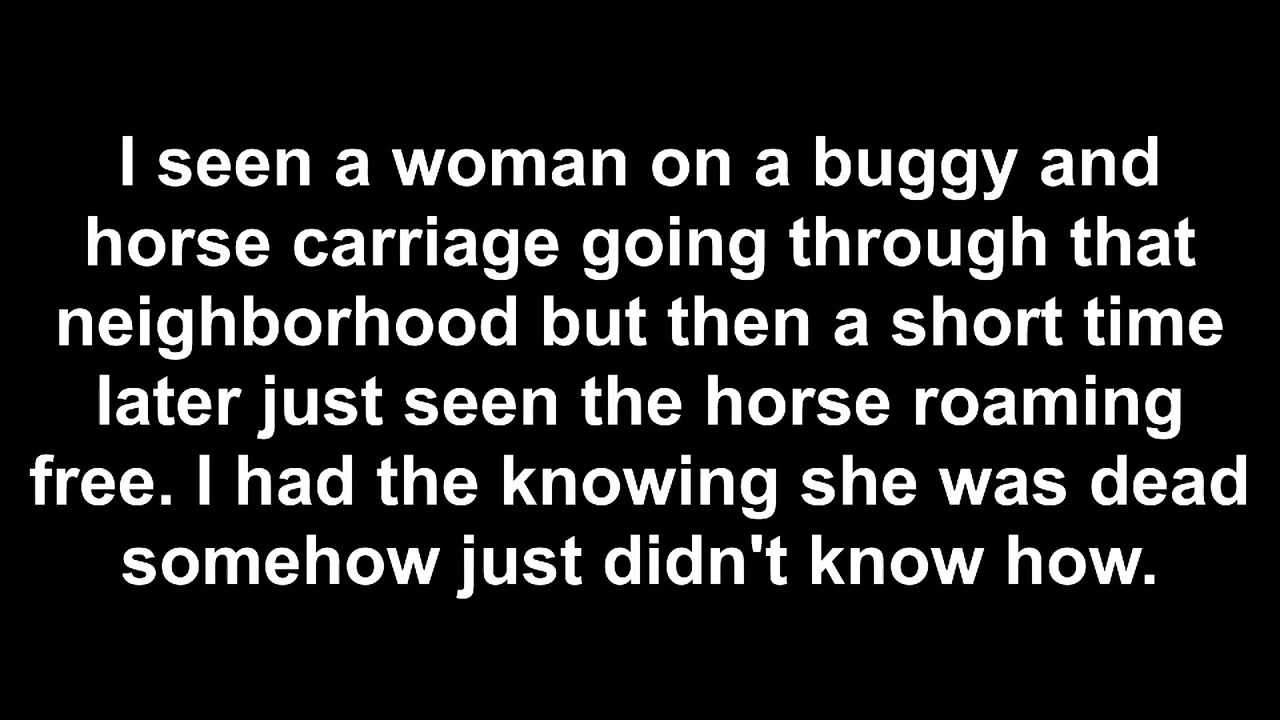 I seen a woman on a buggy and
horse carriage going through that
neighborhood but then a short time
later just seen the horse roaming
free. I had the knowing she was dead
somehow just didn't know how.